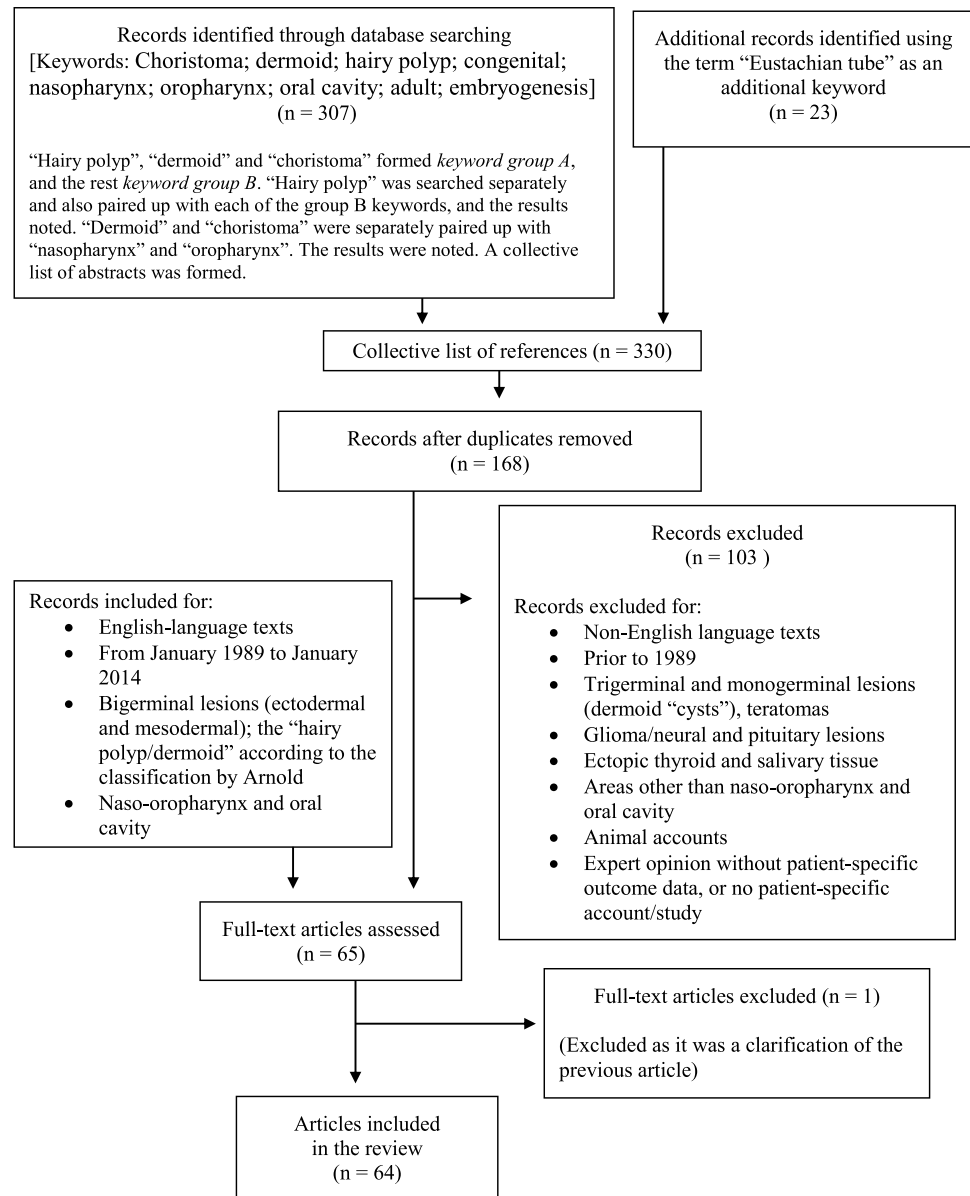 Records identified through database searching
[Keywords: Choristoma; dermoid; hairy polyp; congenital;
nasopharynx; oropharynx; oral cavity; adult; embryogenesis]
(n = 307)
“Hairy polyp”, “dermoid” and “choristoma” formed keyword group A,
and the rest keyword group B. “Hairy polyp” was searched separately
and also paired up with each of the group B keywords, and the results
noted. “Dermoid” and “choristoma” were separately paired up with
“nasopharynx” and “oropharynx”. The results were noted. A collective
list of abstracts was formed.
Additional records identified using
the term “Eustachian tube” as an
additional keyword
(n = 23)
Collective list of references (n = 330)
Records after duplicates removed
(n = 168)
Records excluded
(n = 103 )
Records excluded for:
• Non-English language texts
• Prior to 1989
• Trigerminal and monogerminal lesions
(dermoid “cysts”), teratomas
• Glioma/neural and pituitary lesions
• Ectopic thyroid and salivary tissue
• Areas other than naso-oropharynx and
oral cavity
• Animal accounts
• Expert opinion without patient-specific
outcome data, or no patient-specific
account/study
Records included for:
• English-language texts
• From January 1989 to January
2014
• Bigerminal lesions (ectodermal
and mesodermal); the “hairy
polyp/dermoid” according to the
classification by Arnold
• Naso-oropharynx and oral
cavity
Full-text articles assessed
(n = 65)
Full-text articles excluded (n = 1)
(Excluded as it was a clarification of the
previous article)
Articles included
in the review
(n = 64)